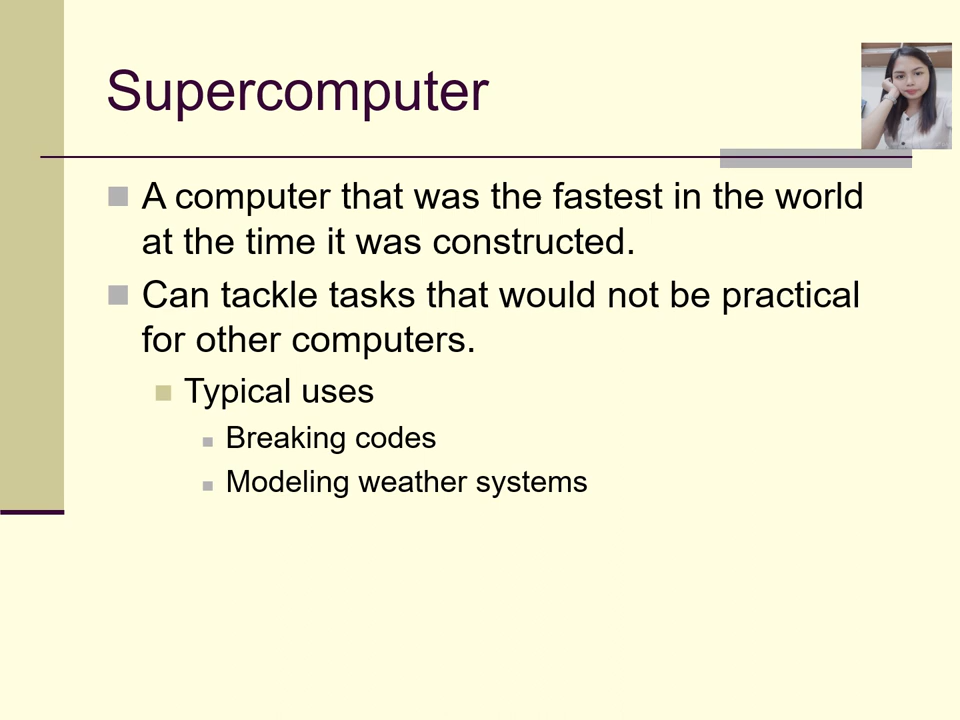 Supercomputer
A computer that was the fastest in the world
at the time it was constructed.
Can tackle tasks that would not be practical
for other computers.
Typical uses
Breaking codes
Modeling weather systems